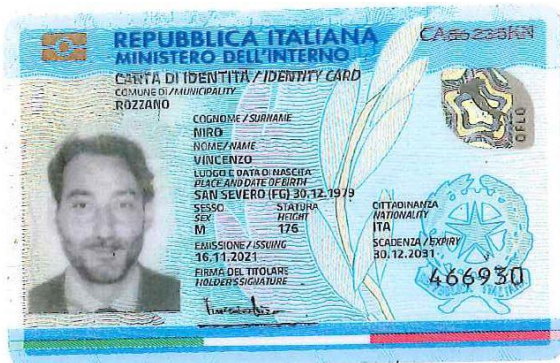 REPUBBLICA ITALIANA
MINISTERO DELL'INTERNO
CARTA DI IDENTITÀ / IDENTITY CARD
COMUNE DI / MUNICIPALITY
ROZZANO
COGNOME / SURNAME
NIRO
NOME / NAME
VINCENZO
LUOGO E DATA DI NASCITA
PLACE AND DATE OF BIRTH
SAN SEVERO (FG) 30.12.1979
SESSO STATURA CITTADINANZA
SEX HEIGHT NATIONALITY
M 176 ITA
EMISSIONE / ISSUING SCADENZA / EXPIRY
16.11.2021 30.12.2031
FIRMA DEL TITOLARE
HOLDER'S SIGNATURE
466930